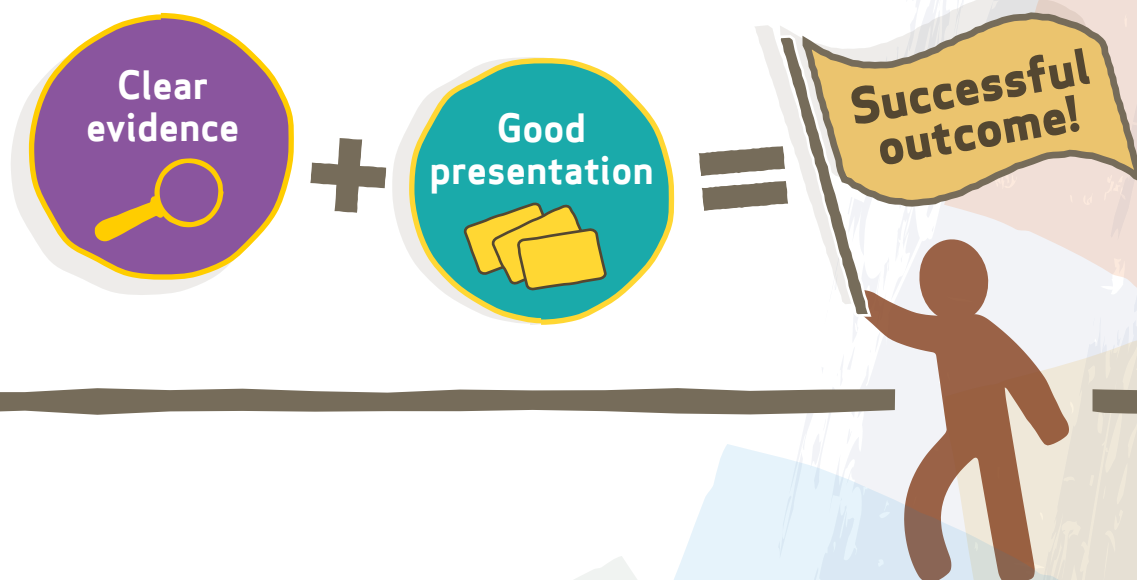 Clear
evidence
+
Good
presentation
=
Successful
outcome!